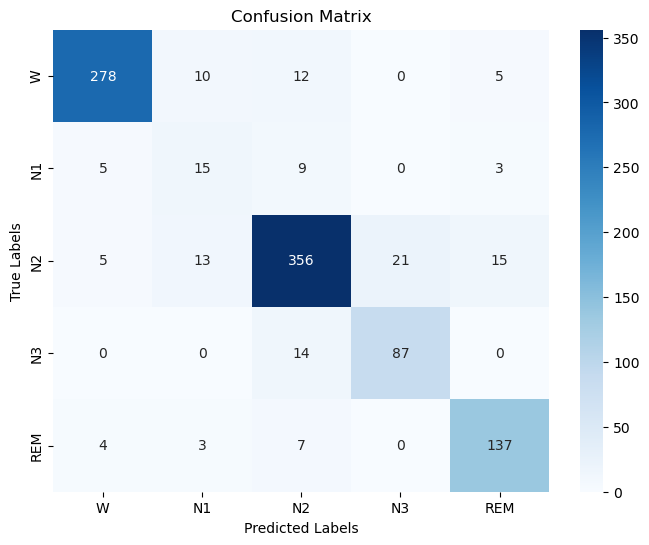 Confusion Matrix
True Labels
W 278 10 12 0 5
N1 5 15 9 0 3
N2 5 13 356 21 15
N3 0 0 14 87 0
REM 4 3 7 0 137
W N1 N2 N3 REM
Predicted Labels
350
300
250
200
150
100
50
0